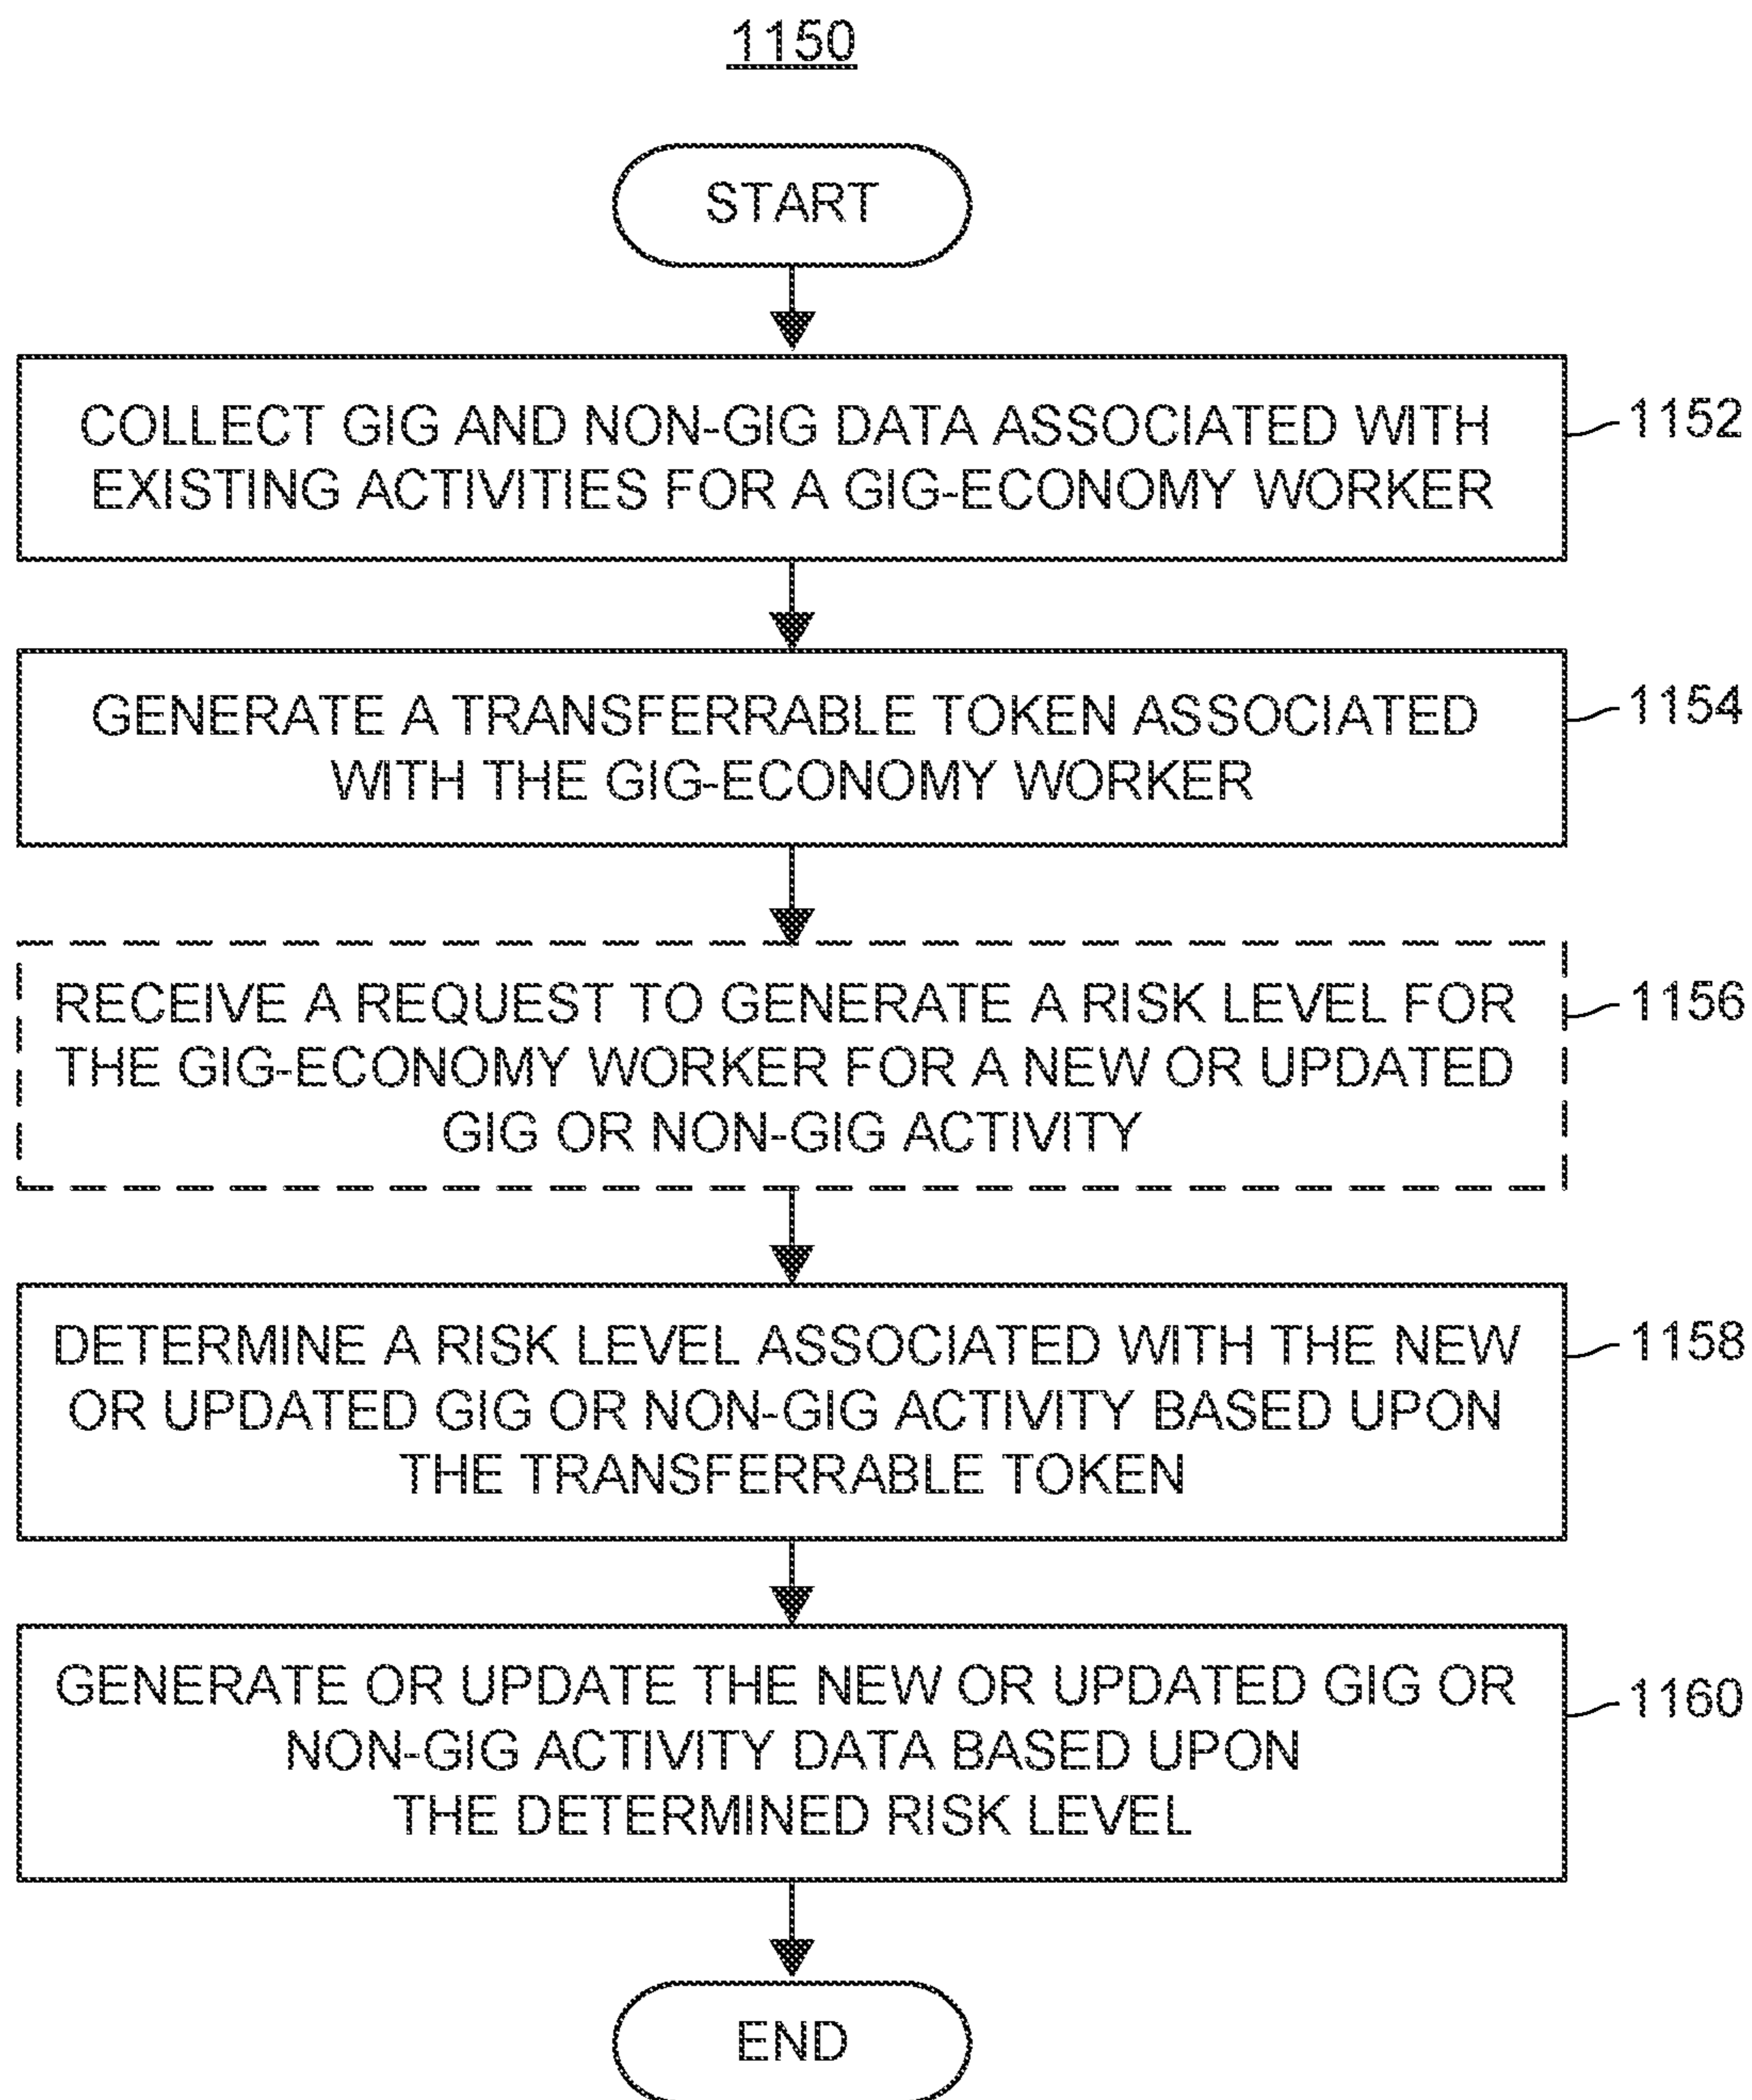 1150
START
COLLECT GIG AND NON-GIG DATA ASSOCIATED WITH
EXISTING ACTIVITIES FOR A GIG-ECONOMY WORKER
1152
GENERATE A TRANSFERRABLE TOKEN ASSOCIATED
WITH THE GIG-ECONOMY WORKER
1154
RECEIVE A REQUEST TO GENERATE A RISK LEVEL FOR
THE GIG-ECONOMY WORKER FOR A NEW OR UPDATED
GIG OR NON-GIG ACTIVITY
1156
DETERMINE A RISK LEVEL ASSOCIATED WITH THE NEW
OR UPDATED GIG OR NON-GIG ACTIVITY BASED UPON
THE TRANSFERRABLE TOKEN
1158
GENERATE OR UPDATE THE NEW OR UPDATED GIG OR
NON-GIG ACTIVITY DATA BASED UPON
THE DETERMINED RISK LEVEL
1160
END